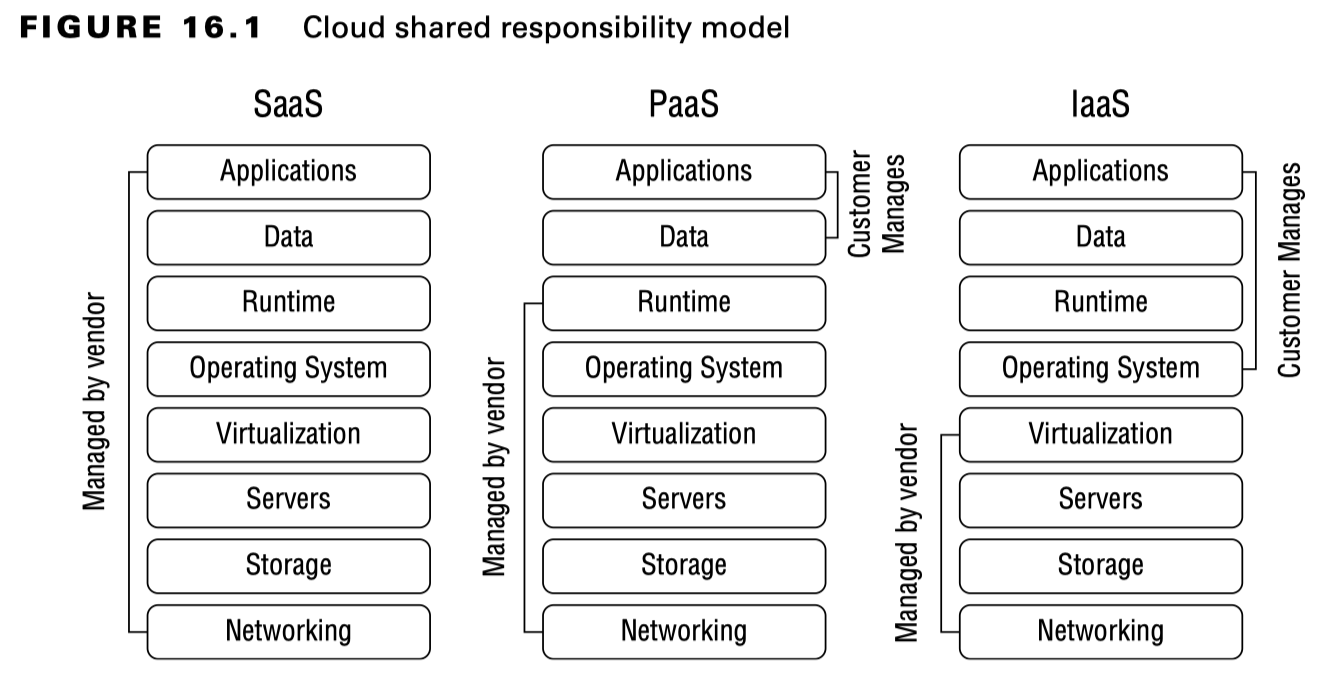 FIGURE 16.1 Cloud shared responsibility model
SaaS
Managed by vendor
Applications
Data
Runtime
Operating System
Virtualization
Servers
Storage
Networking
PaaS
Customer
Manages
Managed by vendor
Applications
Data
Runtime
Operating System
Virtualization
Servers
Storage
Networking
IaaS
Customer Manages
Managed by vendor
Applications
Data
Runtime
Operating System
Virtualization
Servers
Storage
Networking